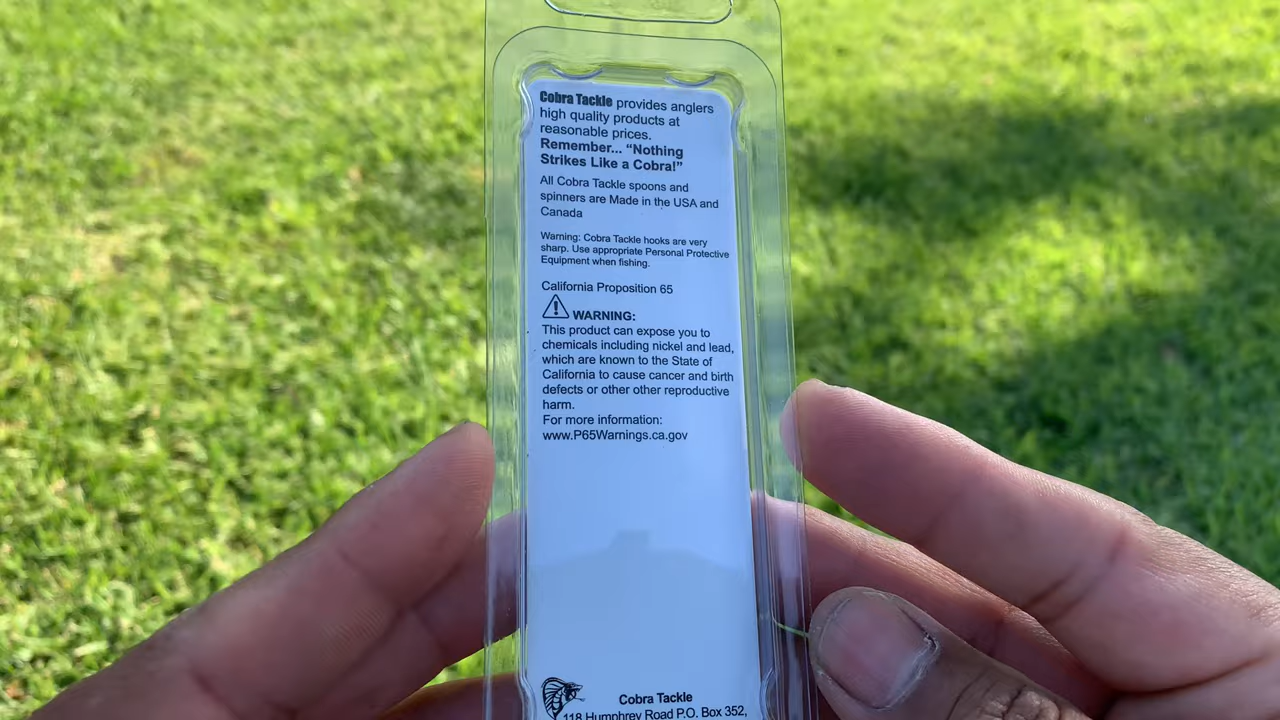 Cobra Tackle provides anglers
high quality products at
reasonable prices.
Remember... “Nothing
Strikes Like a Cobra!”
All Cobra Tackle spoons and
spinners are Made in the USA and
Canada
Warning: Cobra Tackle hooks are very
sharp. Use appropriate Personal Protective
Equipment when fishing.
California Proposition 65
WARNING:
This product can expose you to
chemicals including nickel and lead,
which are known to the State of
California to cause cancer and birth
defects or other other reproductive
harm.
For more information:
www.P65Warnings.ca.gov
Cobra Tackle
118 Humphrey Road P.O. Box 352,